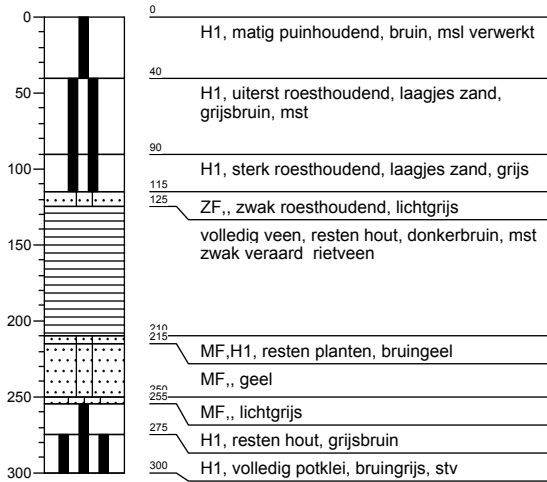 0
0
H1, matig puinhoudend, bruin, msl verwerkt
40
50
H1, uiterst roesthoudend, laagjes zand,
grijsbruin, mst
90
100
H1, sterk roesthoudend, laagjes zand, grijs
115
125
ZF,, zwak roesthoudend, lichtgrijs
150
volledig veen, resten hout, donkerbruin, mst
zwak veraard rietveen
200
210
215
MF,H1, resten planten, bruingeel
MF,, geel
250
250
255
MF,, lichtgrijs
275
H1, resten hout, grijsbruin
300
300
H1, volledig potklei, bruingrijs, stv